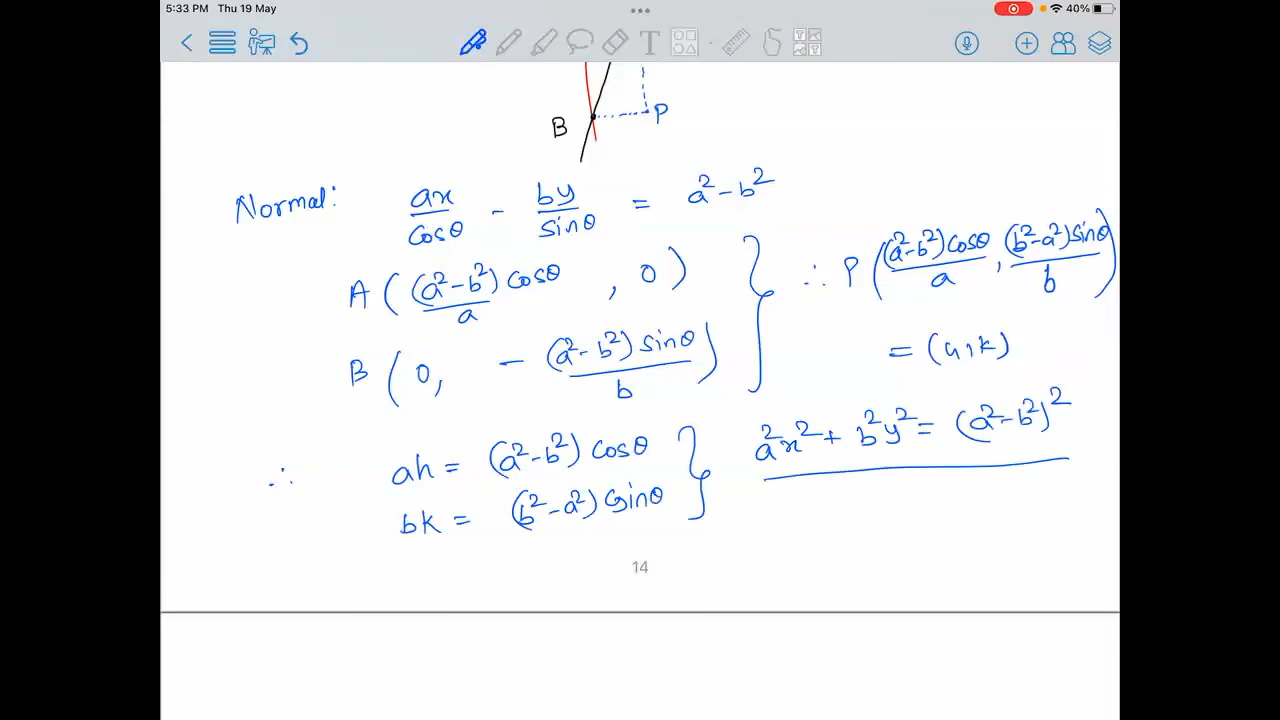 5:33 PM Thu 19 May
40%
T
P
B
Normal: ax/cosθ - by/sinθ = a² - b²
A ( (a²-b²) cosθ/a , 0 )
∴ P ( (a²-b²)cosθ/a , (b²-a²)sinθ/b )
B ( 0, - (a²-b²) sinθ/b )
= (h,k)
∴ ah = (a²-b²) cosθ
bk = (b²-a²) sinθ
a²x² + b²y² = (a²-b²)²
14